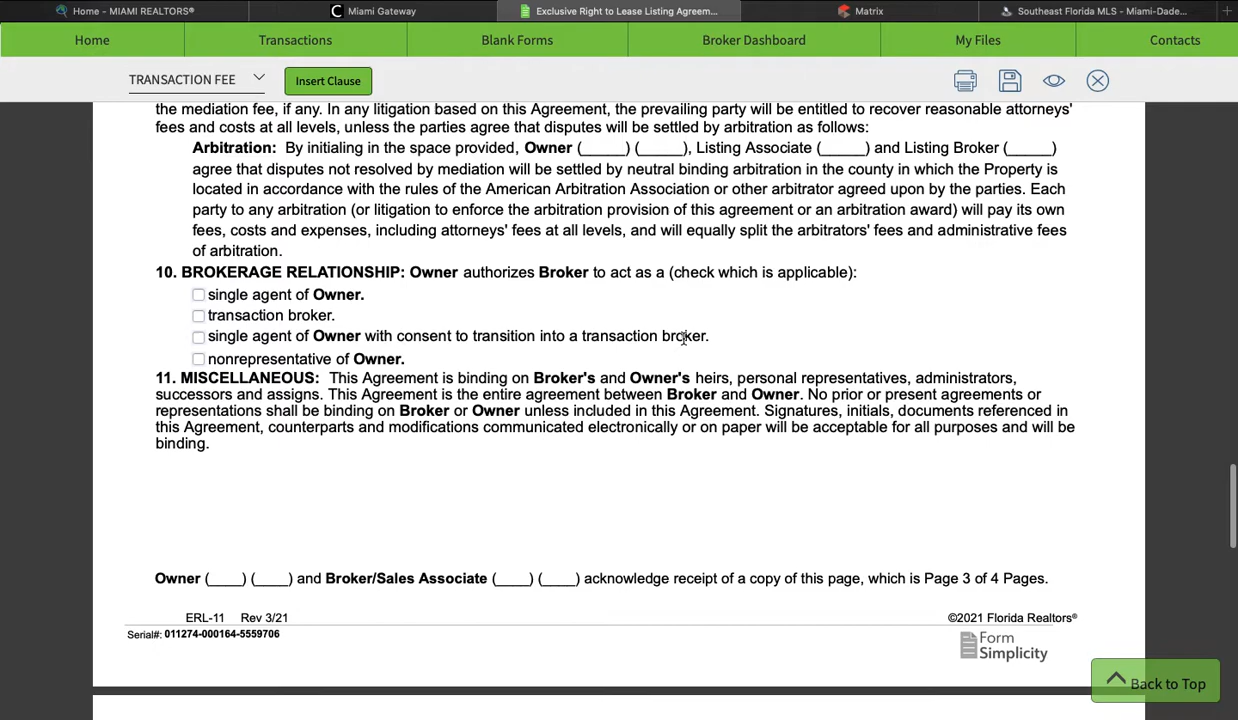 Home - MIAMI REALTORS®
Miami Gateway
Exclusive Right to Lease Listing Agreem...
Matrix
Southeast Florida MLS - Miami-Dade...
Home
Transactions
Blank Forms
Broker Dashboard
My Files
Contacts
TRANSACTION FEE
Insert Clause
the mediation fee, if any. In any litigation based on this Agreement, the prevailing party will be entitled to recover reasonable attorneys'
fees and costs at all levels, unless the parties agree that disputes will be settled by arbitration as follows:
Arbitration: By initialing in the space provided, Owner (_____) (_____), Listing Associate (_____) and Listing Broker (_____)
agree that disputes not resolved by mediation will be settled by neutral binding arbitration in the county in which the Property is
located in accordance with the rules of the American Arbitration Association or other arbitrator agreed upon by the parties. Each
party to any arbitration (or litigation to enforce the arbitration provision of this agreement or an arbitration award) will pay its own
fees, costs and expenses, including attorneys' fees at all levels, and will equally split the arbitrators' fees and administrative fees
of arbitration.
10. BROKERAGE RELATIONSHIP: Owner authorizes Broker to act as a (check which is applicable):
single agent of Owner.
transaction broker.
single agent of Owner with consent to transition into a transaction broker.
nonrepresentative of Owner.
11. MISCELLANEOUS: This Agreement is binding on Broker's and Owner's heirs, personal representatives, administrators,
successors and assigns. This Agreement is the entire agreement between Broker and Owner. No prior or present agreements or
representations shall be binding on Broker or Owner unless included in this Agreement. Signatures, initials, documents referenced in
this Agreement, counterparts and modifications communicated electronically or on paper will be acceptable for all purposes and will be
binding.
Owner (____) (____) and Broker/Sales Associate (____) (____) acknowledge receipt of a copy of this page, which is Page 3 of 4 Pages.
ERL-11 Rev 3/21 ©2021 Florida Realtors®
Serial#: 011274-000164-5559706
Form
Simplicity
Back to Top